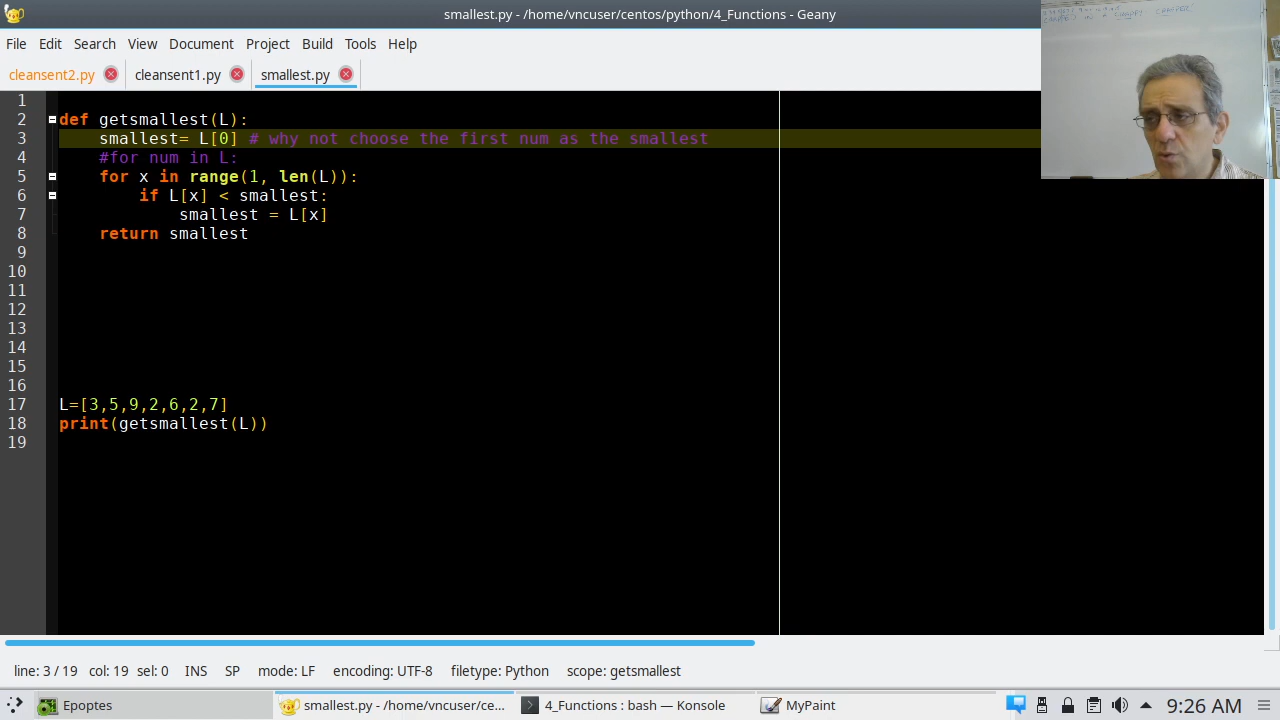 smallest.py - /home/vncuser/centos/python/4_Functions - Geany
File Edit Search View Document Project Build Tools Help
cleansent2.py cleansent1.py smallest.py
1
2 def getsmallest(L):
3 smallest= L[0] # why not choose the first num as the smallest
4 #for num in L:
5 for x in range(1, len(L)):
6 if L[x] < smallest:
7 smallest = L[x]
8 return smallest
9
10
11
12
13
14
15
16
17 L=[3,5,9,2,6,2,7]
18 print(getsmallest(L))
19
line: 3 / 19 col: 19 sel: 0 INS SP mode: LF encoding: UTF-8 filetype: Python scope: getsmallest
Epoptes smallest.py - /home/vncuser/ce... 4_Functions : bash — Konsole MyPaint 9:26 AM